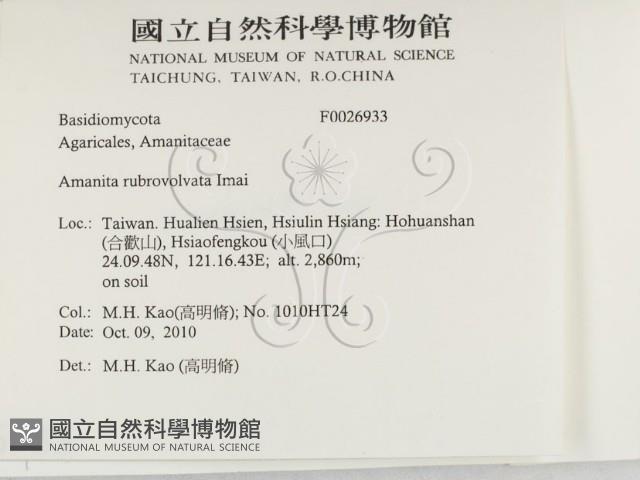 國立自然科學博物館
NATIONAL MUSEUM OF NATURAL SCIENCE
TAICHUNG, TAIWAN, R.O.CHINA
Basidiomycota F0026933
Agaricales, Amanitaceae
Amanita rubrovolvata Imai
Loc.: Taiwan. Hualien Hsien, Hsiulin Hsiang: Hohuanshan
(合歡山), Hsiaofengkou (小風口)
24.09.48N, 121.16.43E; alt. 2,860m;
on soil
Col.: M.H. Kao(高明脩); No. 1010HT24
Date: Oct. 09, 2010
Det.: M.H. Kao (高明脩)
國立自然科學博物館
NATIONAL MUSEUM OF NATURAL SCIENCE